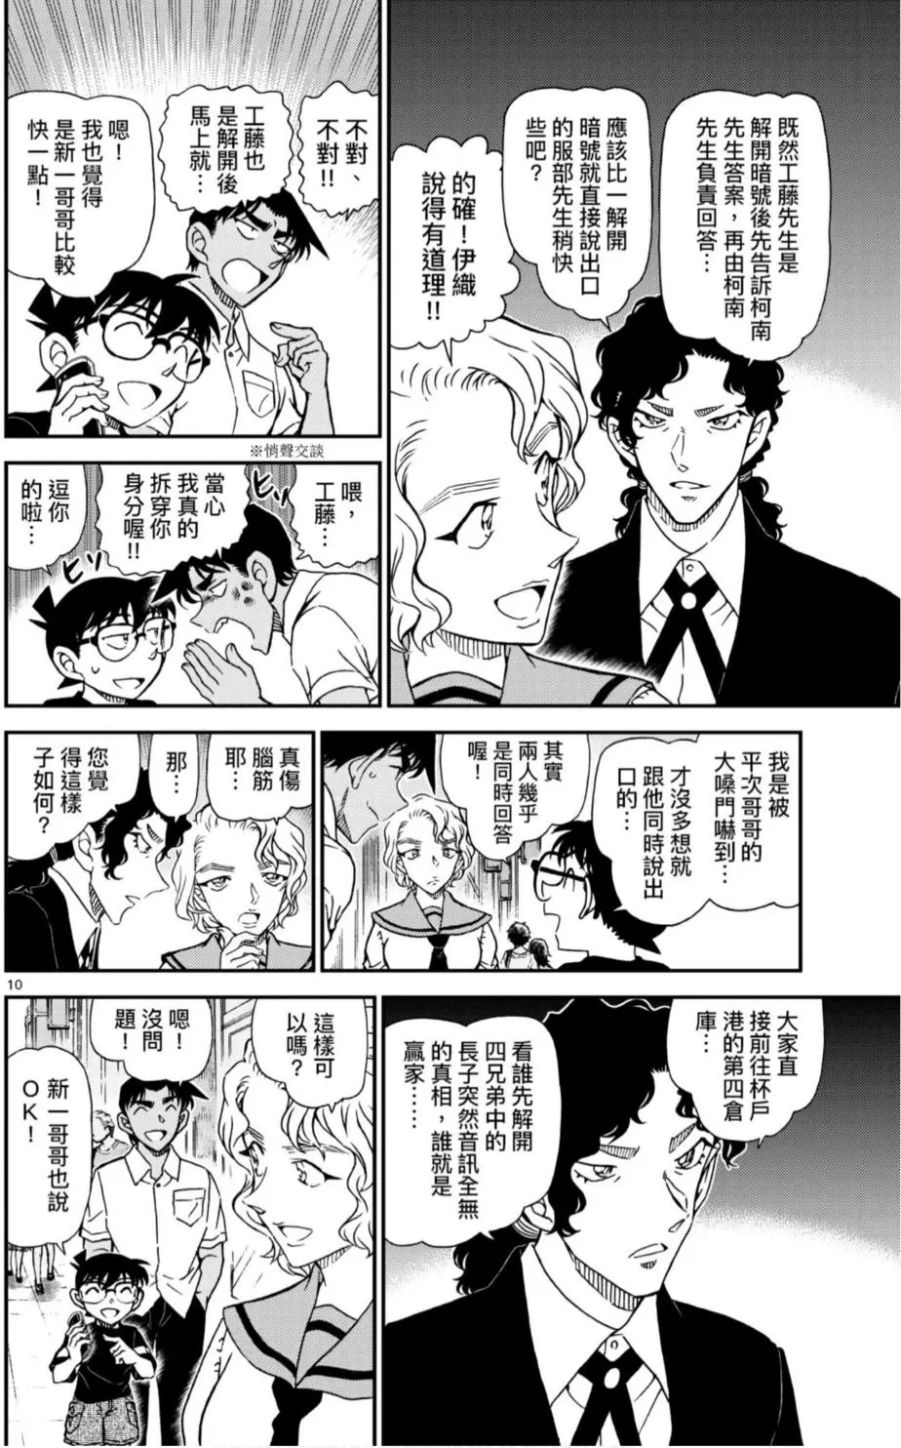 既然工藤先生是
解開暗號後先告訴柯南
先生答案，再由柯南
先生負責回答…
應該比一解開
暗號就直接說出口
的服部先生稍快
些吧？
的確！伊織
說得有道理!!
不對、
不對!!
工藤也
是解開後
馬上就…
嗯！
我也覺得
是新一哥哥比較
快一點！
※悄聲交談
喂，
工藤…
ヒソ
當心
我真的
拆穿你
身分喔!!
ヒソ
逗你
的啦…
我是被
平次哥哥的
大嗓門嚇到…
才沒多想就
跟他同時說出
口的…
其實
兩人幾乎
是同時回答
喔！
真傷
腦筋
耶…
那…
您覺
得這樣
子如何？
10
大家直
接前往杯戶
港的第四倉
庫…
看誰先解開
四兄弟中的
長子突然音訊全無
的真相，誰就是
贏家……
這樣可
以嗎？
嗯！
沒問
題！
新一哥哥也說
OK！